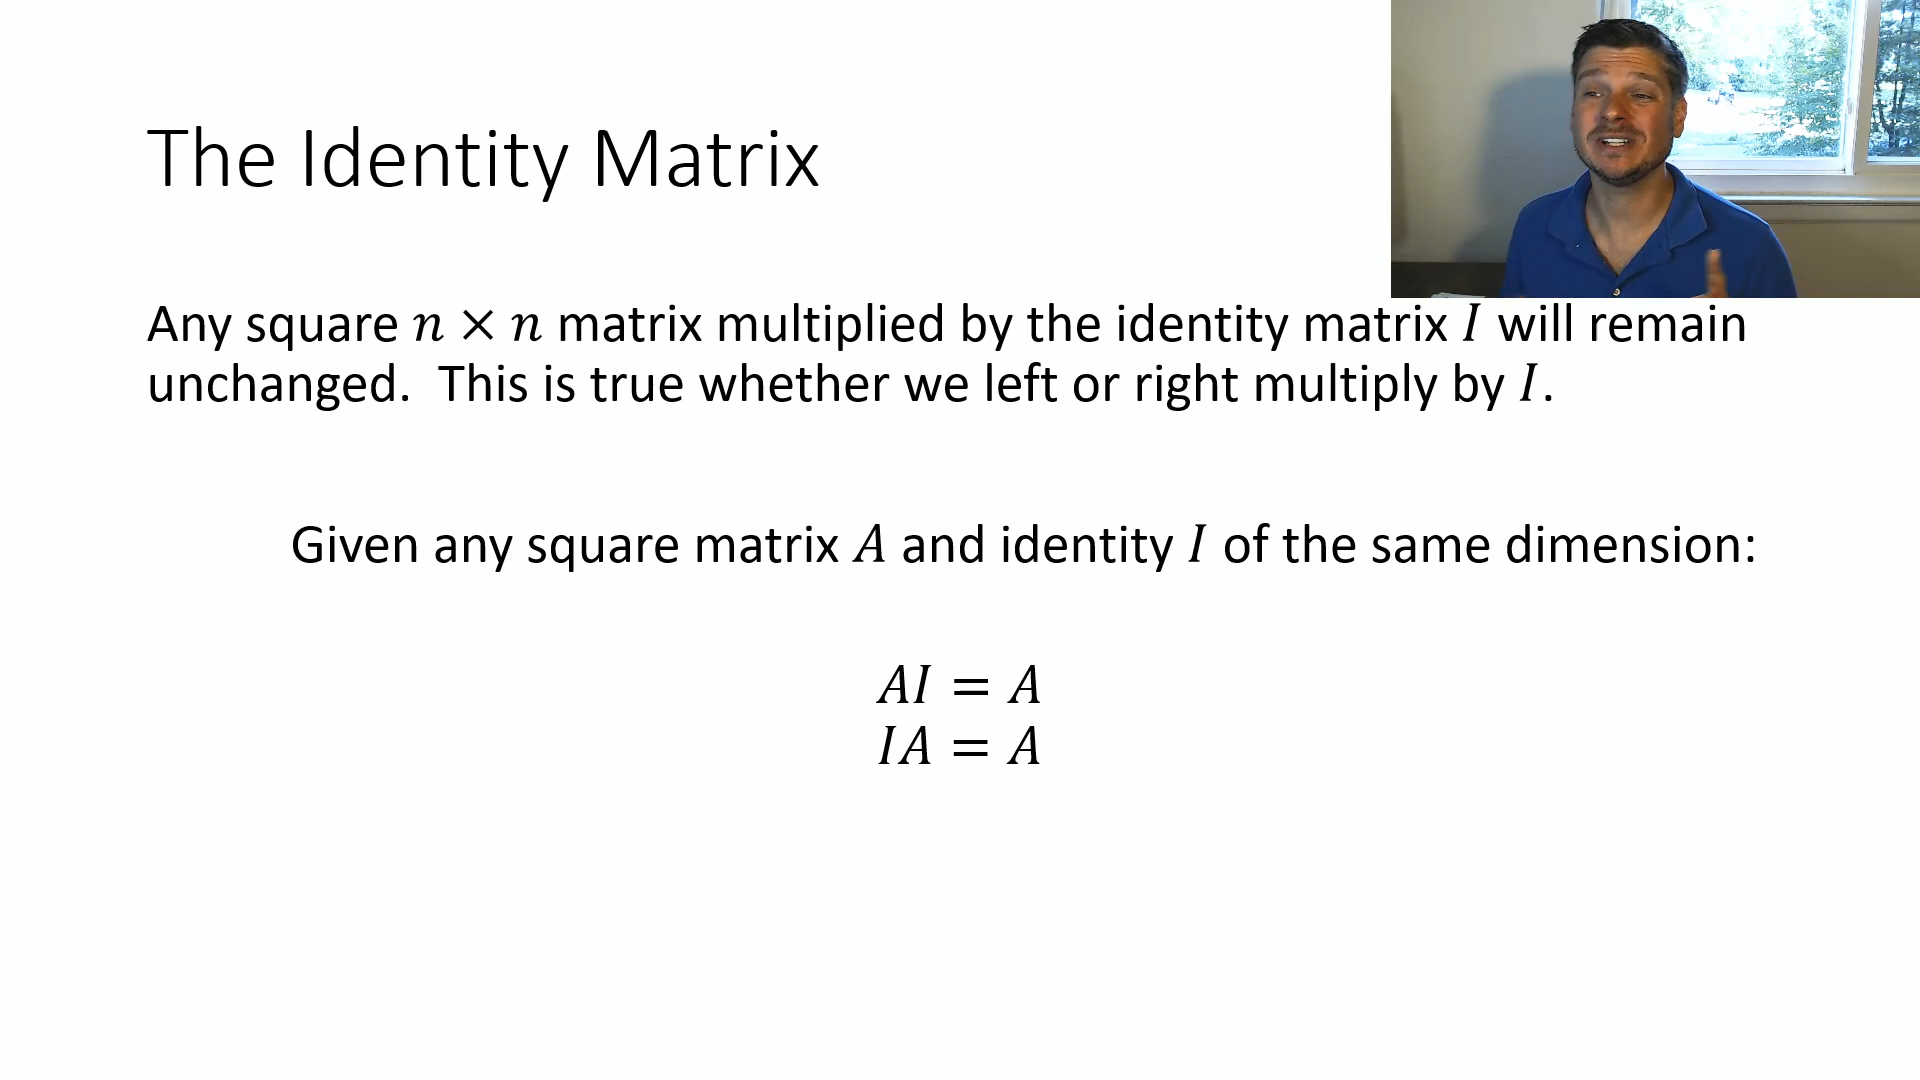 The Identity Matrix
Any square 𝑛 × 𝑛 matrix multiplied by the identity matrix 𝐼 will remain
unchanged.  This is true whether we left or right multiply by 𝐼.
Given any square matrix 𝐴 and identity 𝐼 of the same dimension:
𝐴𝐼 = 𝐴
𝐼𝐴 = 𝐴